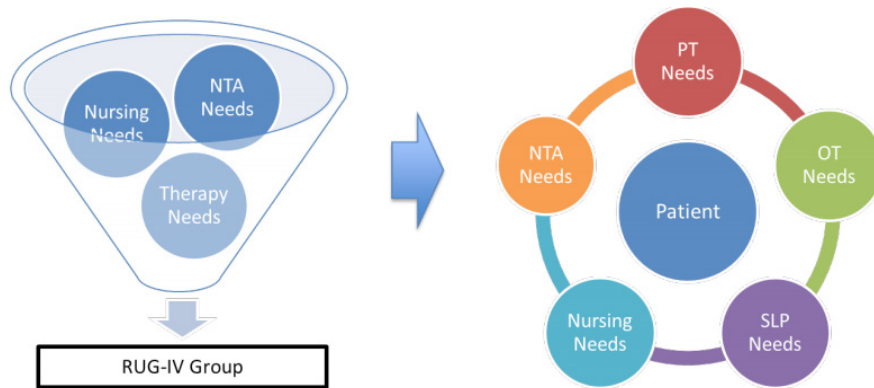 Nursing
Needs
NTA
Needs
Therapy
Needs
RUG-IV Group
PT
Needs
NTA
Needs
OT
Needs
Patient
Nursing
Needs
SLP
Needs